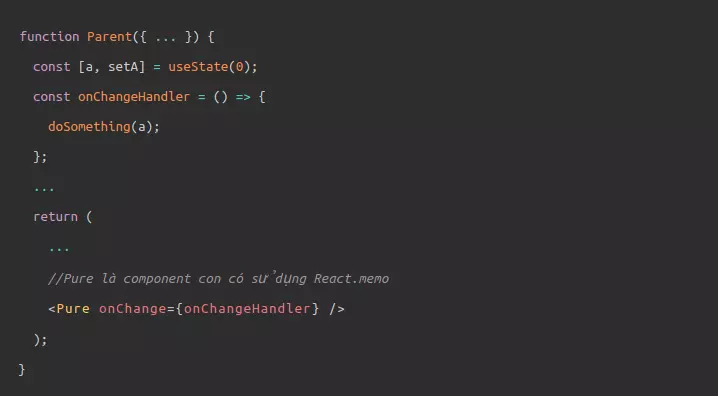 function Parent({ ... }) {
const [a, setA] = useState(0);
const onChangeHandler = () => {
doSomething(a);
};
...
return (
...
//Pure là component con có sử dụng React.memo
<Pure onChange={onChangeHandler} />
);
}